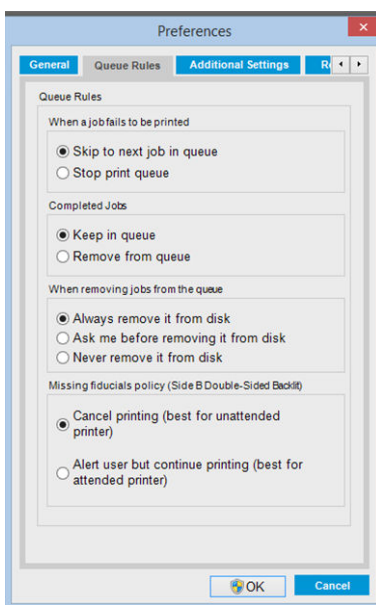 Preferences
General Queue Rules Additional Settings
Queue Rules
When a job fails to be printed
Skip to next job in queue
Stop print queue
Completed Jobs
Keep in queue
Remove from queue
When removing jobs from the queue
Always remove it from disk
Ask me before removing it from disk
Never remove it from disk
Missing fiducials policy (Side B Double-Sided Backlit)
Cancel printing (best for unattended
printer)
Alert user but continue printing (best for
attended printer)
OK Cancel